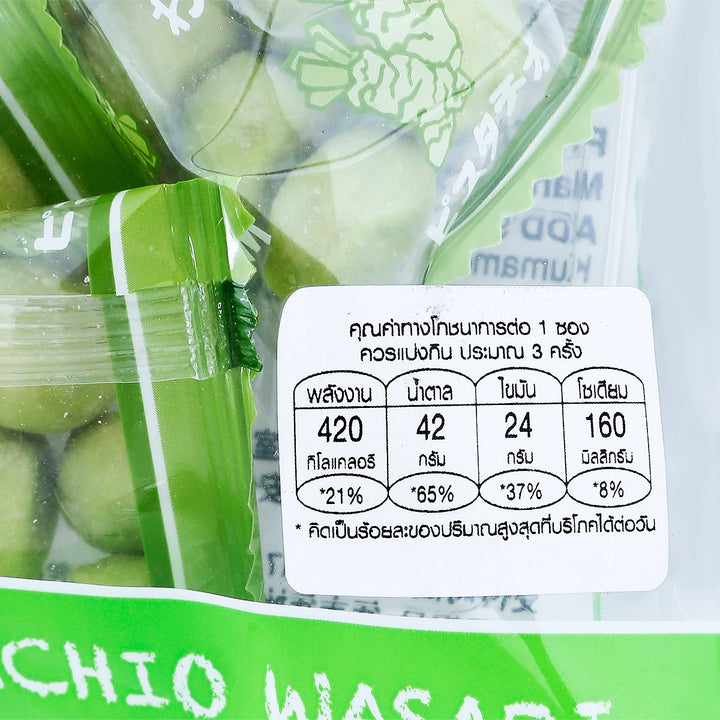 ピスタチオ
คุณค่าทางโภชนาการต่อ 1 ซอง
ควรแบ่งกิน ประมาณ 3 ครั้ง
พลังงาน น้ำตาล ไขมัน โซเดียม
420 42 24 160
กิโลแคลอรี กรัม กรัม มิลลิกรัม
*21% *65% *37% *8%
* คิดเป็นร้อยละของปริมาณสูงสุดที่บริโภคได้ต่อวัน
ACHIO WASABI